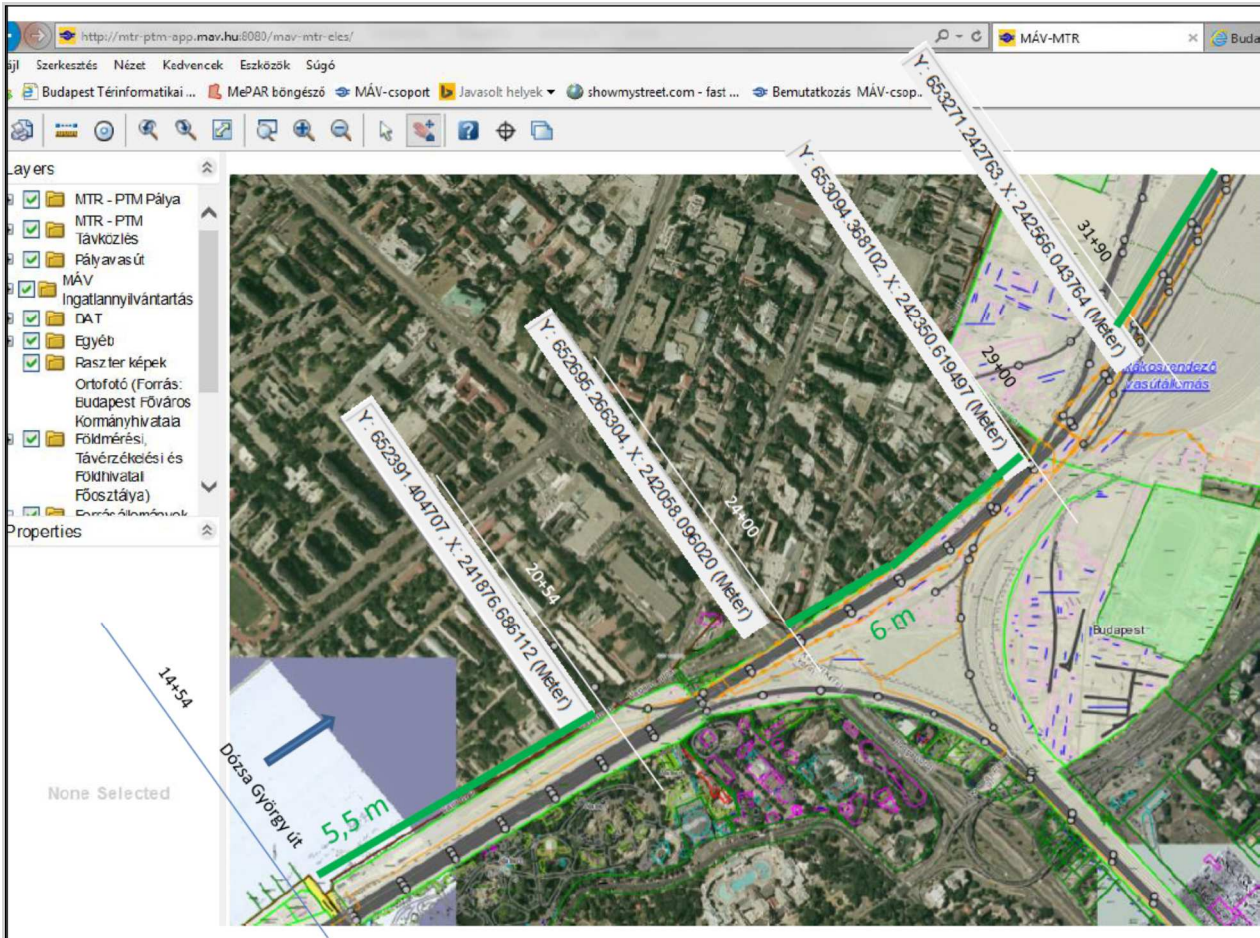 http://mtr-ptm-app.mav.hu:8080/mav-mtr-eles/
MÁV-MTR
Buda
ájl Szerkesztés Nézet Kedvencek Eszközök Súgó
Budapest Térinformatikai ... MePAR böngésző MÁV-csoport Javasolt helyek showmystreet.com - fast ... Bemutatkozás MÁV-csop..
Layers
MTR - PTM Pálya
MTR - PTM
Távközlés
Pályavasút
MÁV
Ingatlannyilvántartás
DAT
Egyéb
Raszter képek
Ortofotó (Forrás:
Budapest Főváros
Kormányhivatala
Földmérési,
Távérzékelési és
Földhivatali
Főosztálya)
Forrásállományok
Properties
None Selected
14+54
Dózsa György út
5,5 m
Y: 652391.404707, X: 241876.686112 (Meter)
20+54
Y: 652695.266304, X: 242058.096020 (Meter)
24+00
6 m
Y: 653094.368102, X: 242350.619497 (Meter)
29+00
Y: 653271.242763, X: 242566.043764 (Meter)
31+90
Rákosrendező
vasútállomás
Budapest